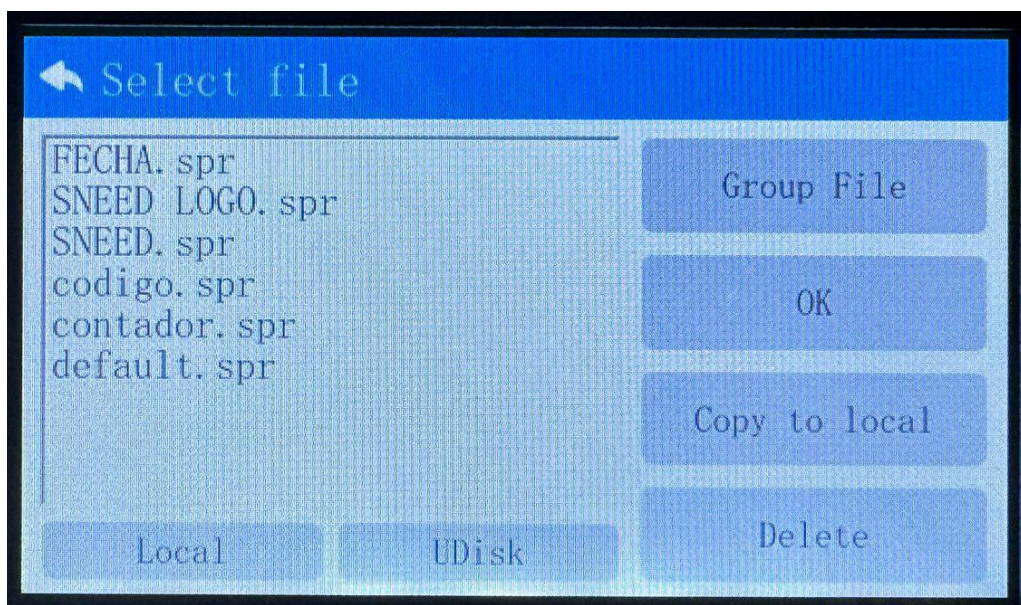 Select file
FECHA.spr
SNEED LOGO.spr
SNEED.spr
codigo.spr
contador.spr
default.spr
Group File
OK
Copy to local
Delete
Local
UDisk